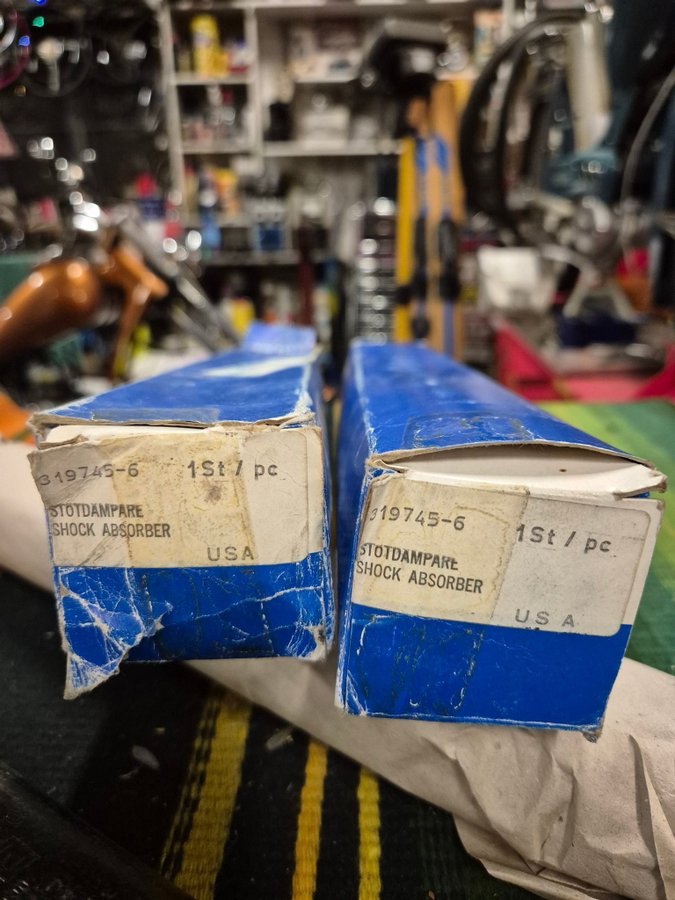 319745-6 1St / pc
STOTDAMPARE
SHOCK ABSORBER
USA
319745-6 1St / pc
STOTDAMPARE
SHOCK ABSORBER
USA